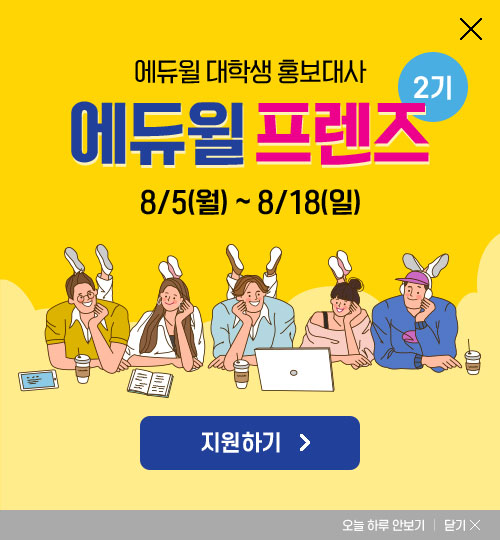 에듀윌 대학생 홍보대사
2기
에듀윌 프렌즈
8/5(월) ~ 8/18(일)
지원하기
오늘 하루 안보기 | 닫기